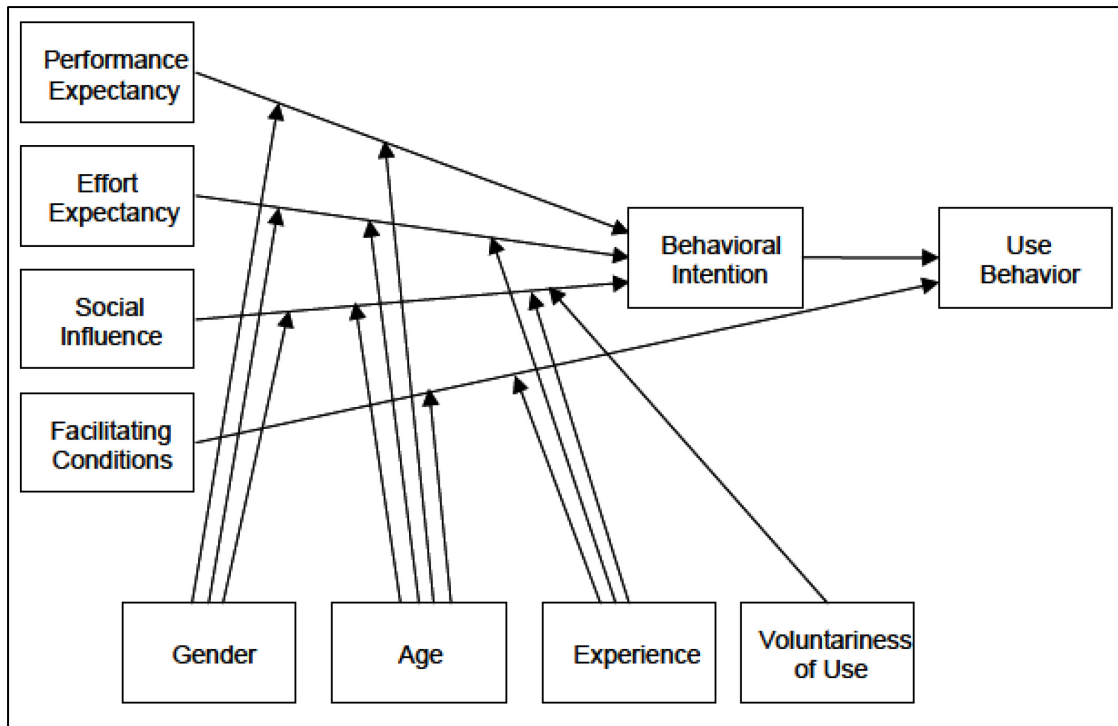 Performance
Expectancy
Effort
Expectancy
Social
Influence
Facilitating
Conditions
Behavioral
Intention
Use
Behavior
Gender
Age
Experience
Voluntariness
of Use